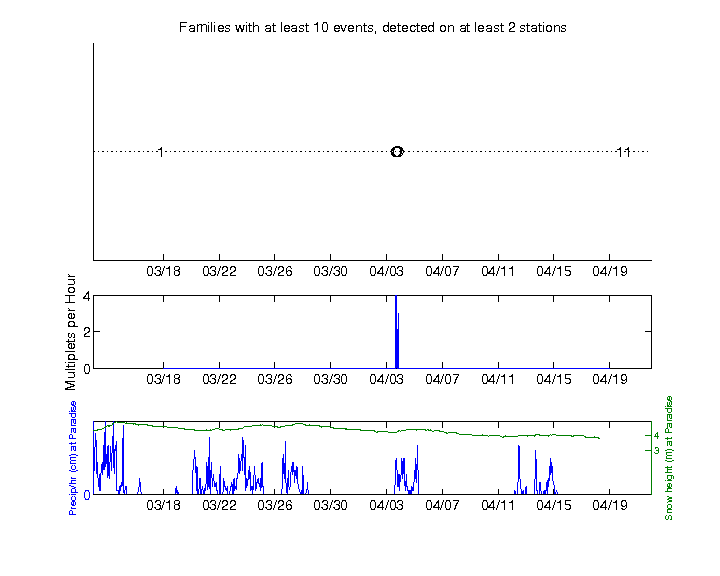 Families with at least 10 events, detected on at least 2 stations
1 11
03/18 03/22 03/26 03/30 04/03 04/07 04/11 04/15 04/19
Multiplets per Hour
4
2
0
03/18 03/22 03/26 03/30 04/03 04/07 04/11 04/15 04/19
Precip/hr (cm) at Paradise
0
4
3
Snow height (m) at Paradise
03/18 03/22 03/26 03/30 04/03 04/07 04/11 04/15 04/19